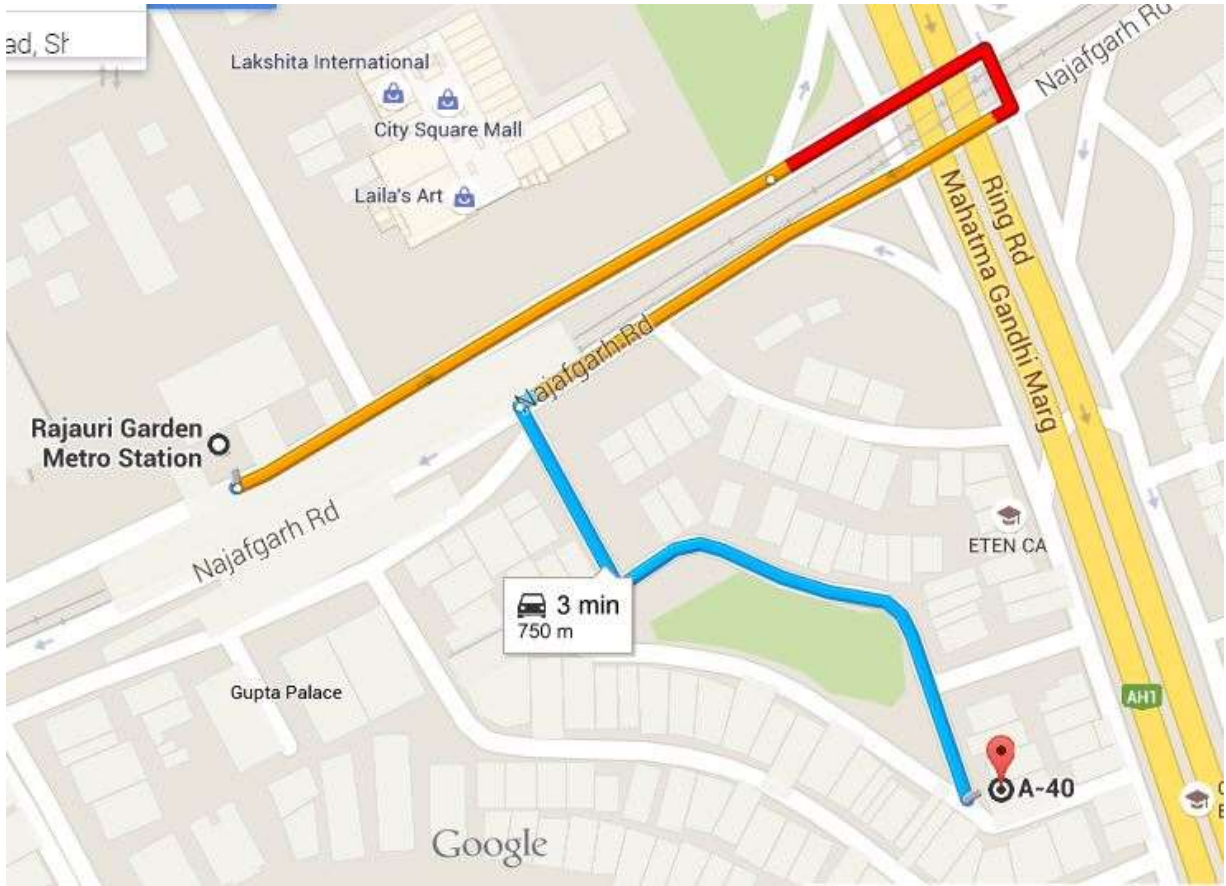 ad, Sh
Lakshita International
City Square Mall
Laila's Art
Najafgarh Rd
Ring Rd
Mahatma Gandhi Marg
Najafgarh Rd
Rajauri Garden
Metro Station
Najafgarh Rd
ETEN CA
3 min
750 m
Gupta Palace
AH1
A-40
Google